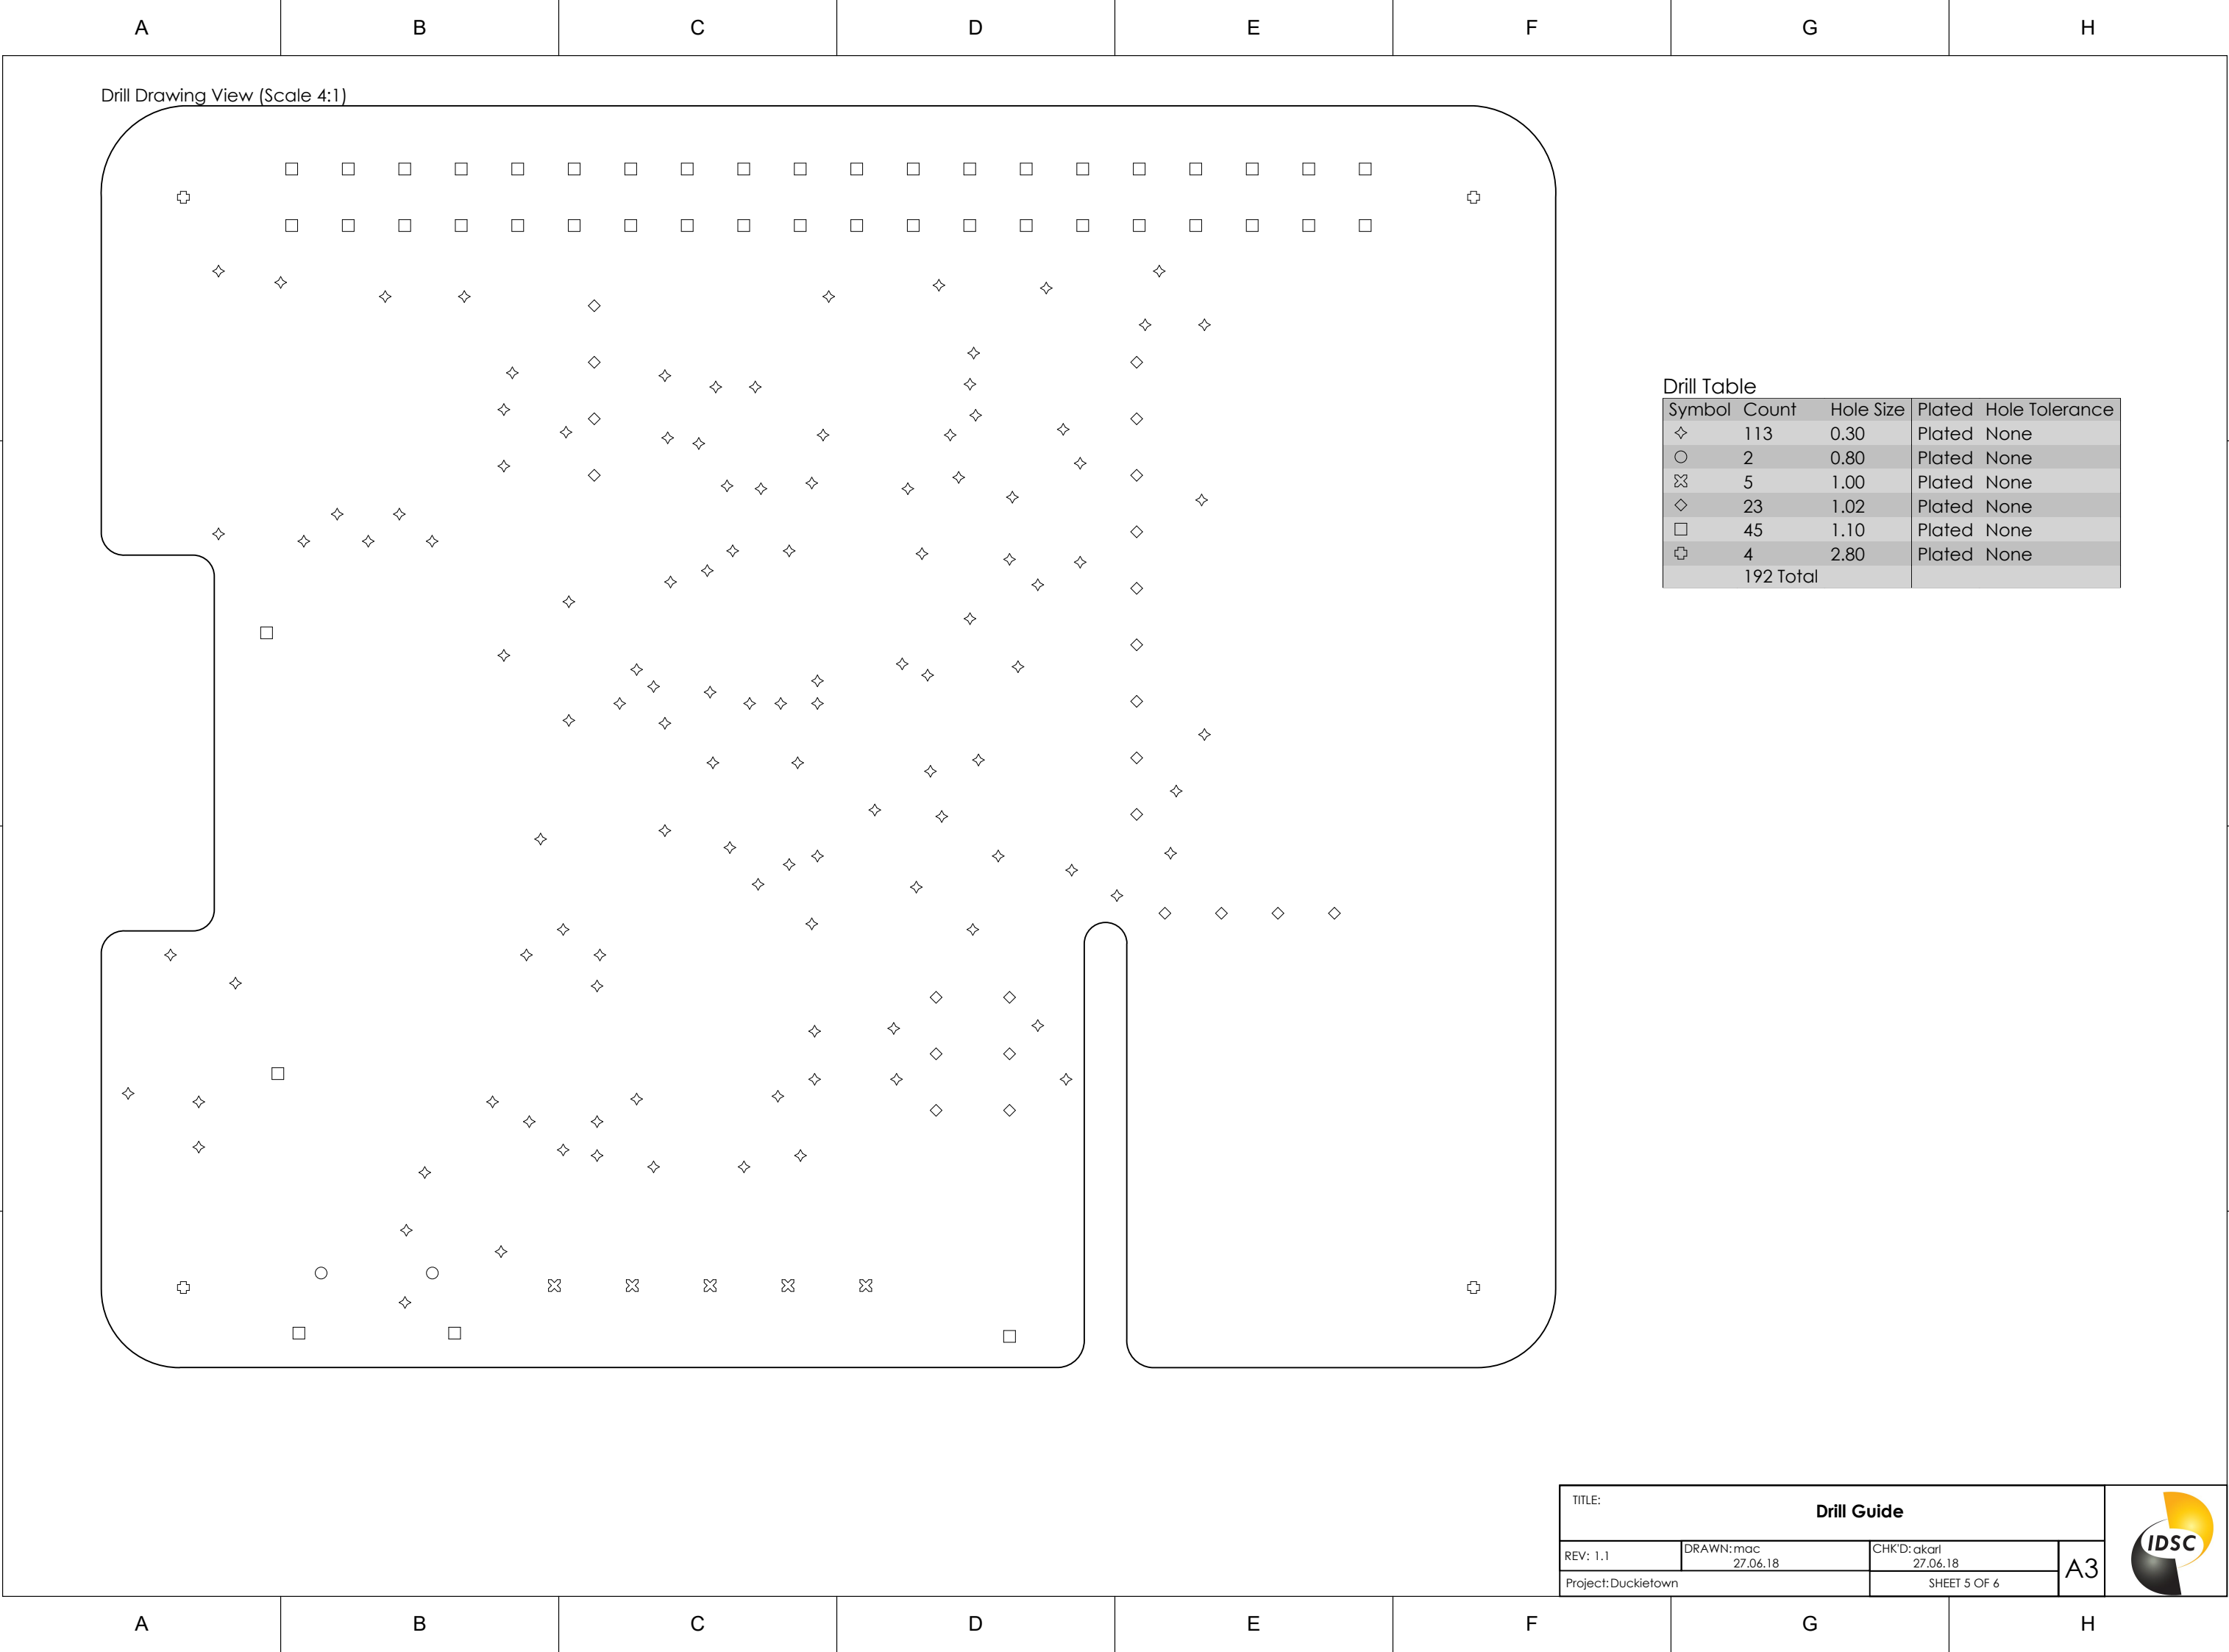 A B C D E F G H
Drill Drawing View (Scale 4:1)
Drill Table
Symbol Count Hole Size Plated Hole Tolerance
113 0.30 Plated None
2 0.80 Plated None
5 1.00 Plated None
23 1.02 Plated None
45 1.10 Plated None
4 2.80 Plated None
192 Total
TITLE:
Drill Guide
REV: 1.1
DRAWN: mac
27.06.18
CHK'D: akarl
27.06.18
A3
Project: Duckietown
SHEET 5 OF 6
IDSC
A B C D E F G H